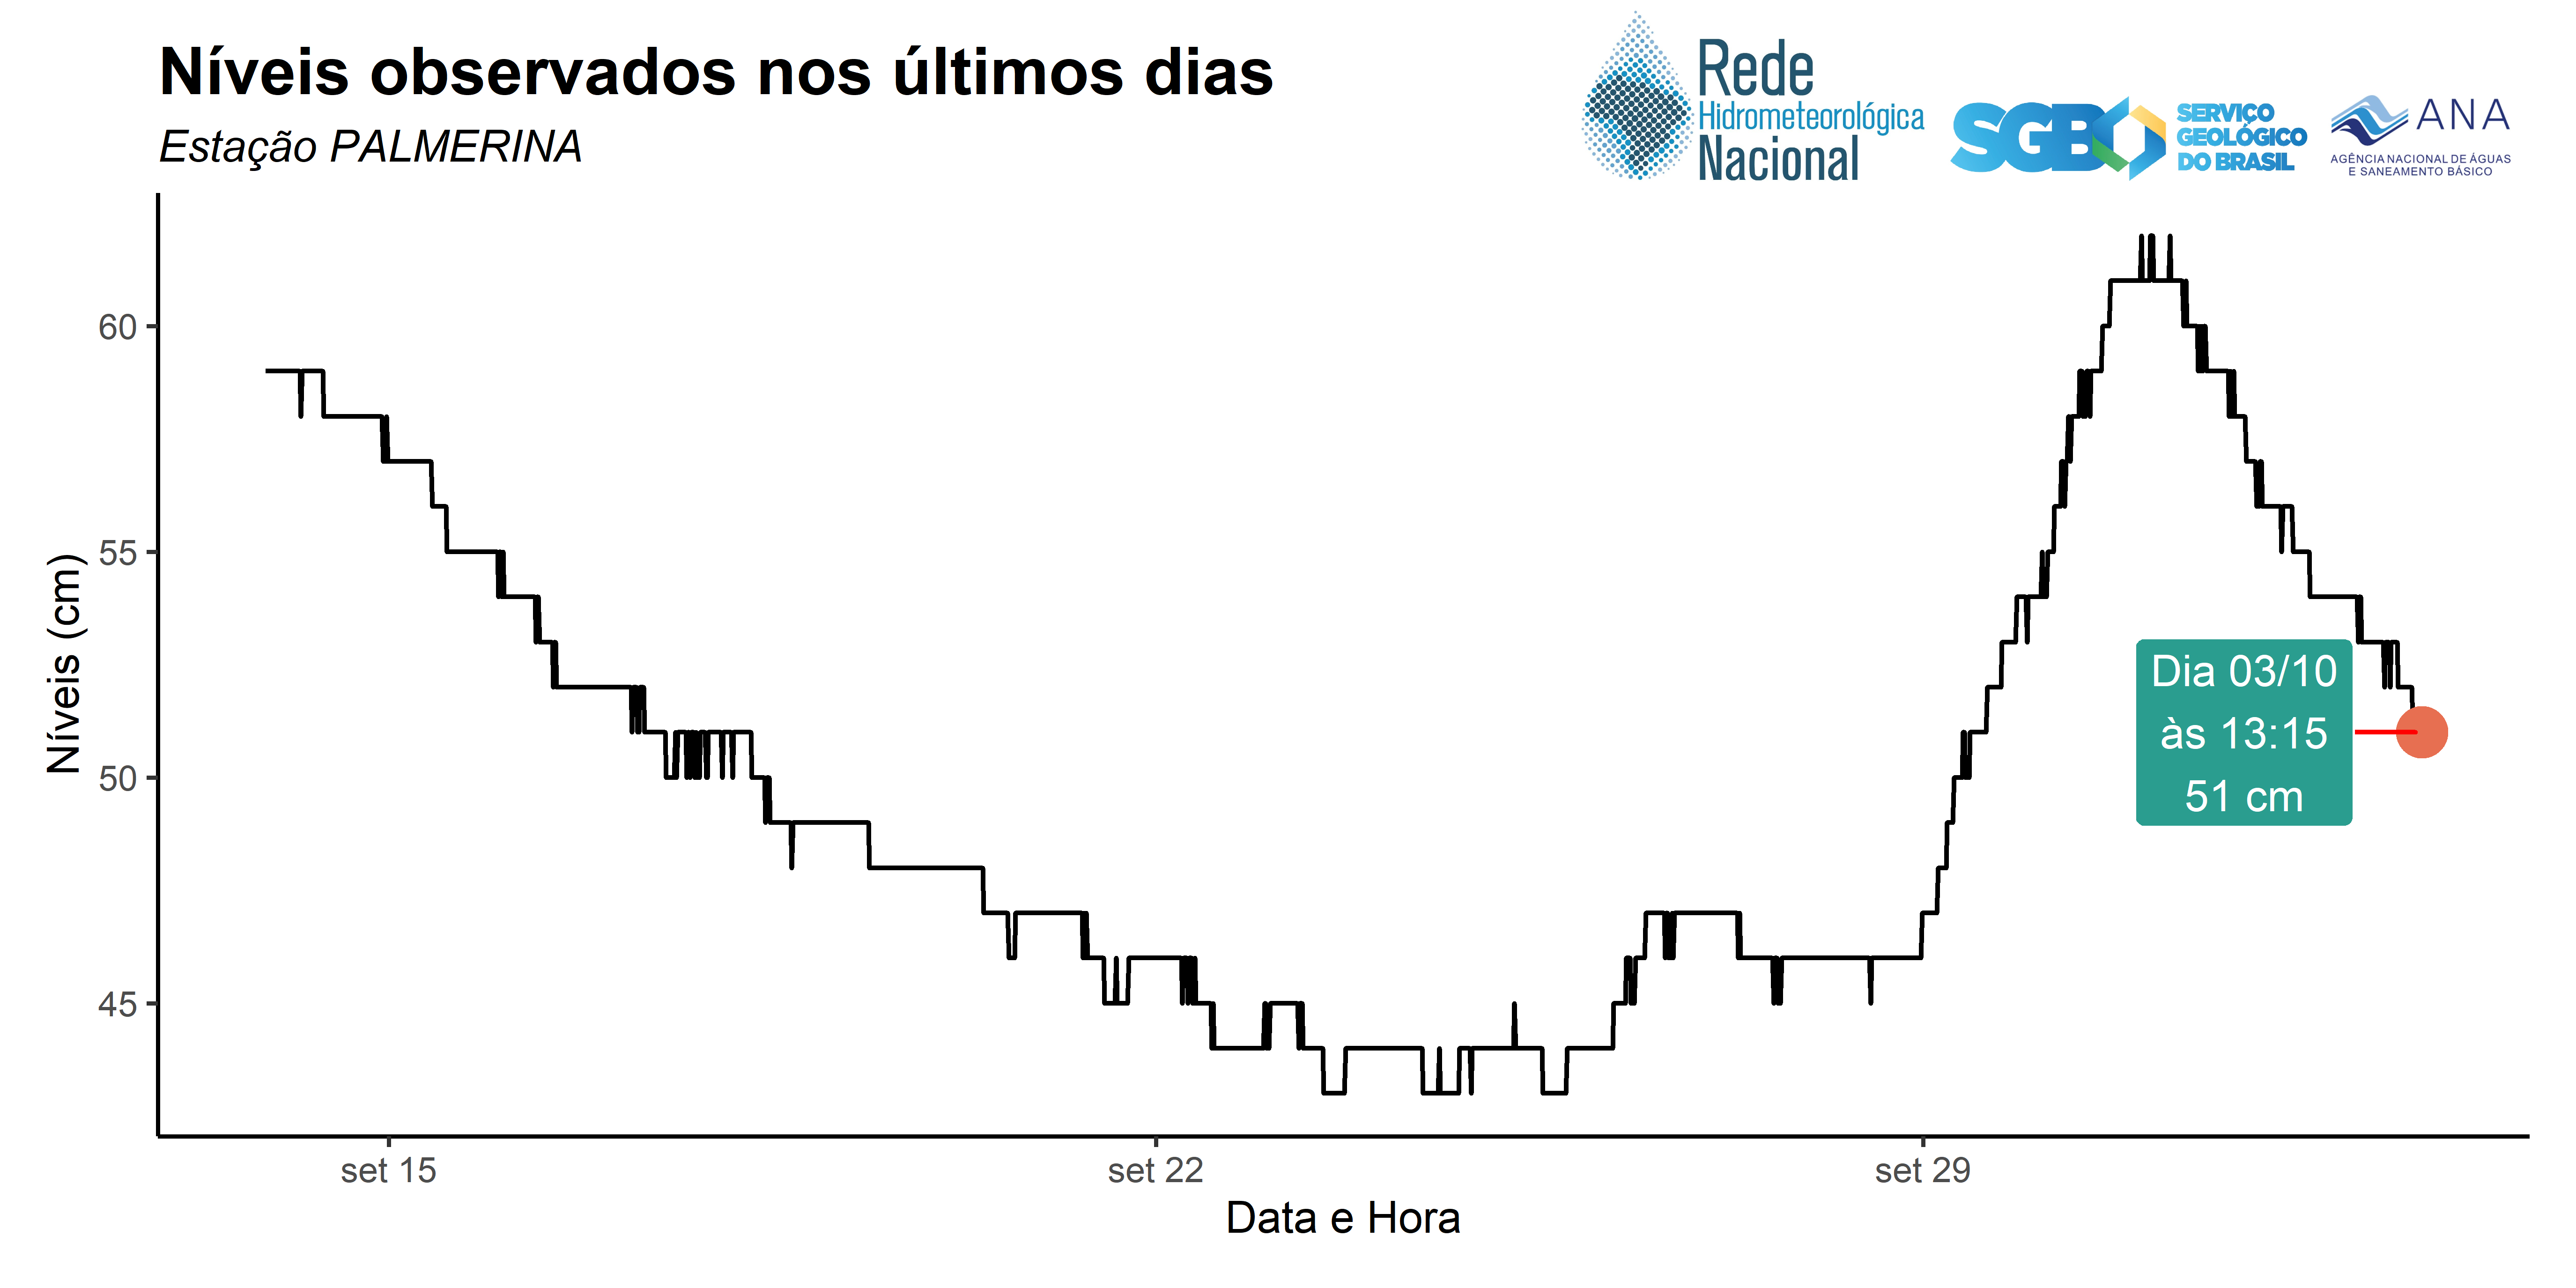 Níveis observados nos últimos dias
Estação PALMERINA
Rede
Hidrometeorológica
Nacional
SGB
SERVIÇO
GEOLÓGICO
DO BRASIL
ANA
AGÊNCIA NACIONAL DE ÁGUAS
E SANEAMENTO BÁSICO
Níveis (cm)
60
55
50
45
Dia 03/10
às 13:15
51 cm
set 15
set 22
set 29
Data e Hora